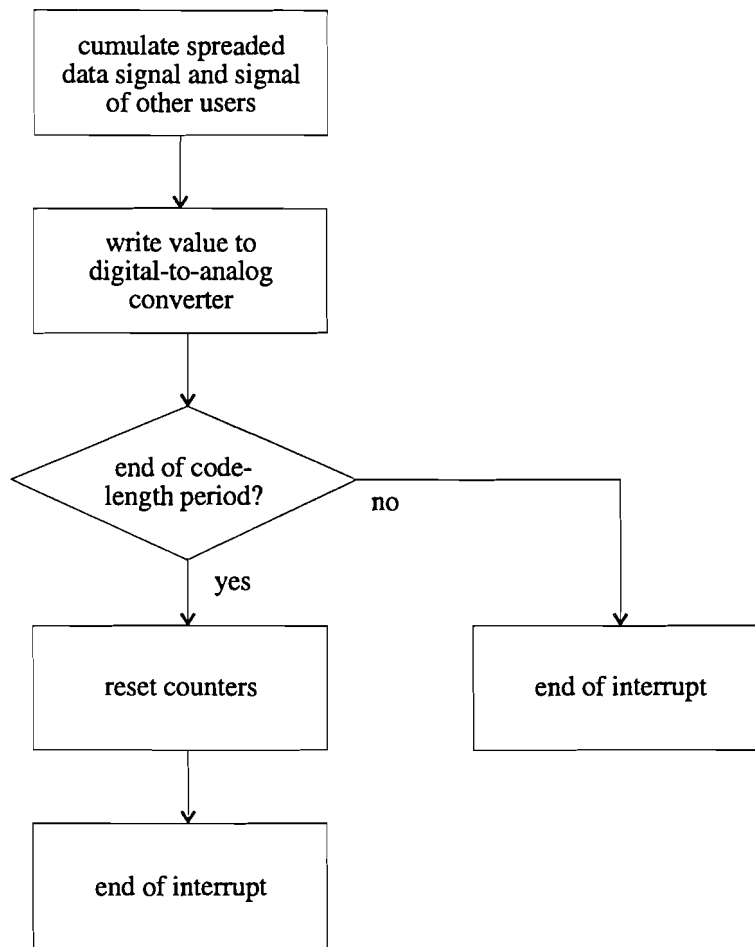 cumulate spreaded
data signal and signal
of other users
write value to
digital-to-analog
converter
end of code-
length period?
no
yes
reset counters
end of interrupt
end of interrupt